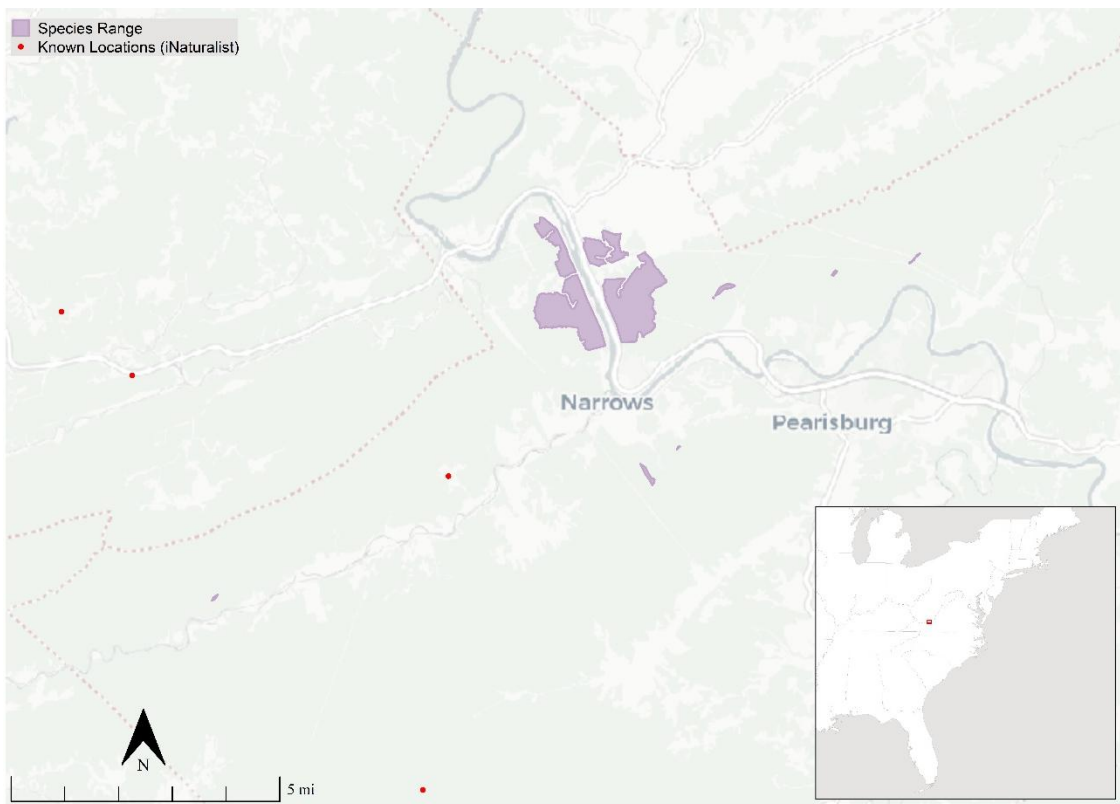 Species Range
Known Locations (iNaturalist)
Narrows
Pearisburg
N
5 mi